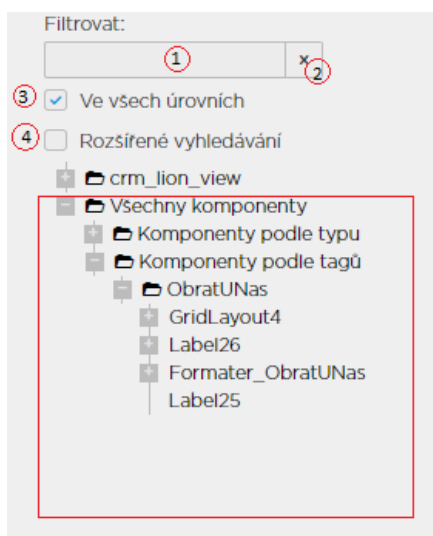 Filtrovat:
1
× 2
3 Ve všech úrovních
4 Rozšířené vyhledávání
crm_lion_view
Všechny komponenty
Komponenty podle typu
Komponenty podle tagů
ObratUNas
GridLayout4
Label26
Formater_ObratUNas
Label25